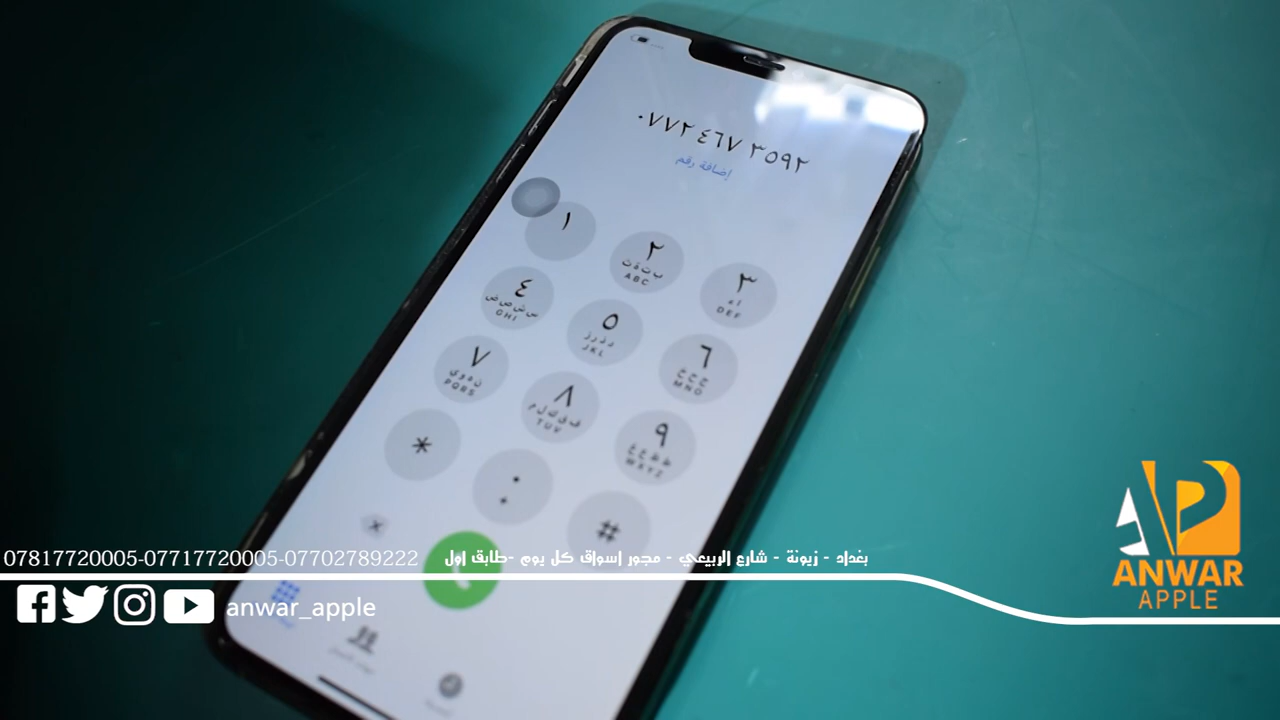 ٠٧٧٢ ٤٦٧ ٣٥٩٢
إضافة رقم
١
٢
ب ت ة ث
ABC
٣
ا ء
DEF
٤
س ش ص ض
GHI
٥
د ذ ر ز
JKL
٦
ج ح خ
MNO
٧
ن ه و ي
PQRS
٨
ف ق ك ل م
TUV
٩
ط ظ ع غ
WXYZ
*
٠
+
#
07817720005-07717720005-07702789222 بغداد - زيونة - شارع الربيعي - مجور اسواق كل يوم -طابق اول
anwar_apple
ANWAR
APPLE